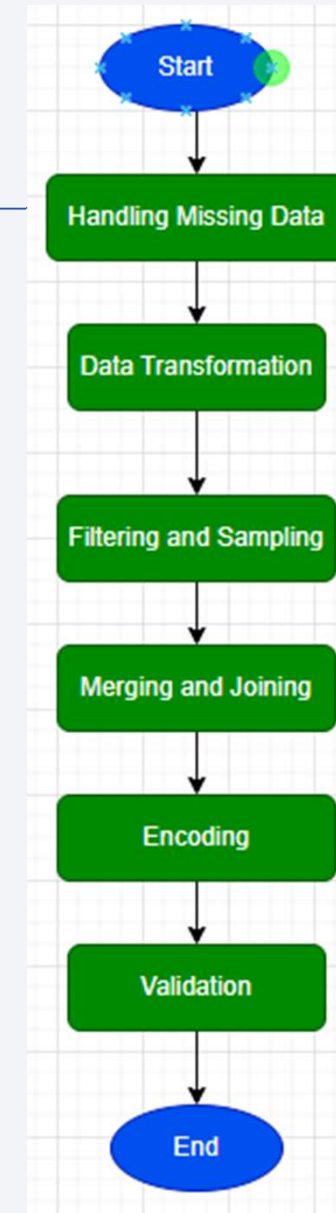 Start
Handling Missing Data
Data Transformation
Filtering and Sampling
Merging and Joining
Encoding
Validation
End